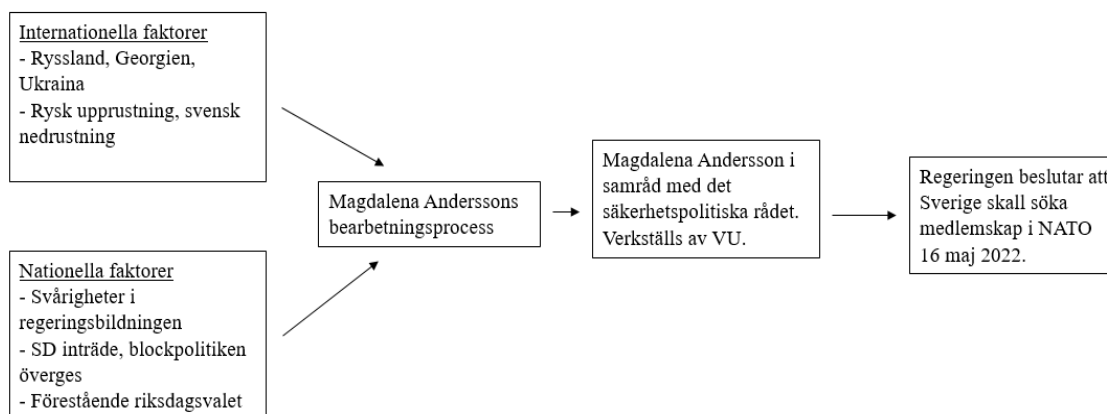 Internationella faktorer
- Ryssland, Georgien,
Ukraina
- Rysk upprustning, svensk
nedrustning
Nationella faktorer
- Svårigheter i
regeringsbildningen
- SD inträde, blockpolitiken
överges
- Förestående riksdagsvalet
Magdalena Anderssons
bearbetningsprocess
Magdalena Andersson i
samråd med det
säkerhetspolitiska rådet.
Verkställs av VU.
Regeringen beslutar att
Sverige skall söka
medlemskap i NATO
16 maj 2022.